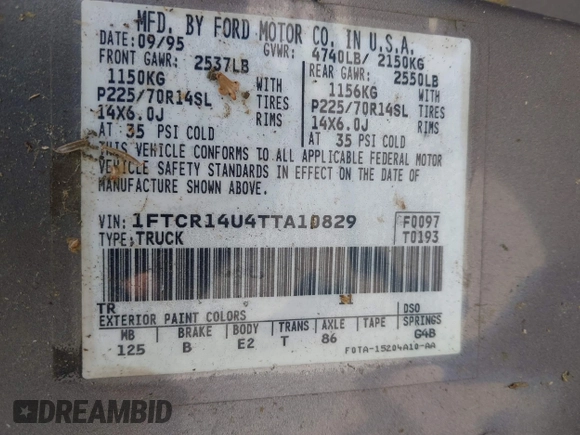 MFD. BY FORD MOTOR CO. IN U.S.A.
DATE: 09/95 GVWR: 4740LB/ 2150KG
FRONT GAWR: 2537LB REAR GAWR: 2550LB
1150KG WITH 1156KG WITH
P225/70R14SL TIRES P225/70R14SL TIRES
14X6.0J RIMS 14X6.0J RIMS
AT 35 PSI COLD AT 35 PSI COLD
THIS VEHICLE CONFORMS TO ALL APPLICABLE FEDERAL MOTOR
VEHICLE SAFETY STANDARDS IN EFFECT ON THE DATE OF
MANUFACTURE SHOWN ABOVE.
VIN: 1FTCR14U4TTA10829 F0097
TYPE: TRUCK T0193
TR
EXTERIOR PAINT COLORS DSO
WB BRAKE BODY TRANS AXLE TAPE SPRING
125 B E2 T 86 G4B
F0TA-15204A10-AA
DREAMBID